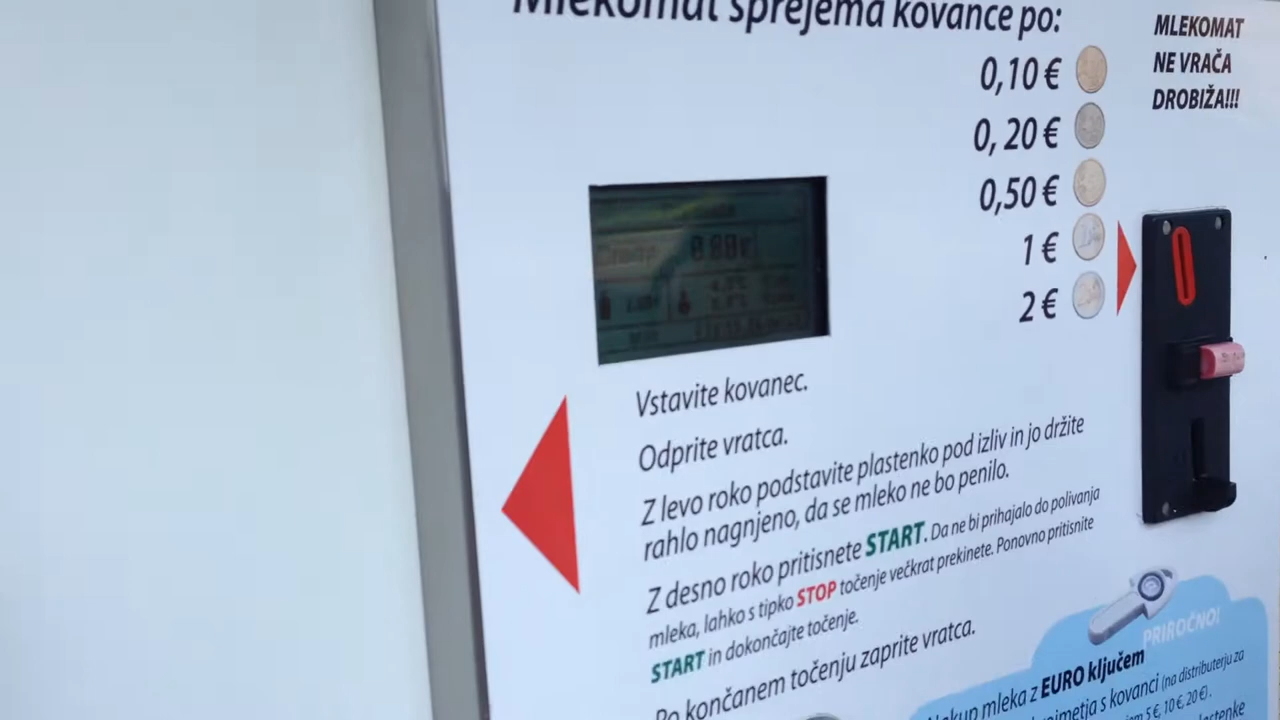 Mlekomat sprejema kovance po:
0,10 €
0, 20 €
0,50 €
1 €
2 €
MLEKOMAT
NE VRAČA
DROBIŽA!!!
Vstavite kovanec.
Odprite vratca.
Z levo roko podstavite plastenko pod izliv in jo držite
rahlo nagnjeno, da se mleko ne bo penilo.
Z desno roko pritisnete START. Da ne bi prihajalo do polivanja
mleka, lahko s tipko STOP točenje večkrat prekinete. Ponovno pritisnite
START in dokončajte točenje.
Po končanem točenju zaprite vratca.
PRIROČNO!
Nakup mleka z EURO ključem
s kovanci (na distributerju za
5 €, 10 €, 20 €).